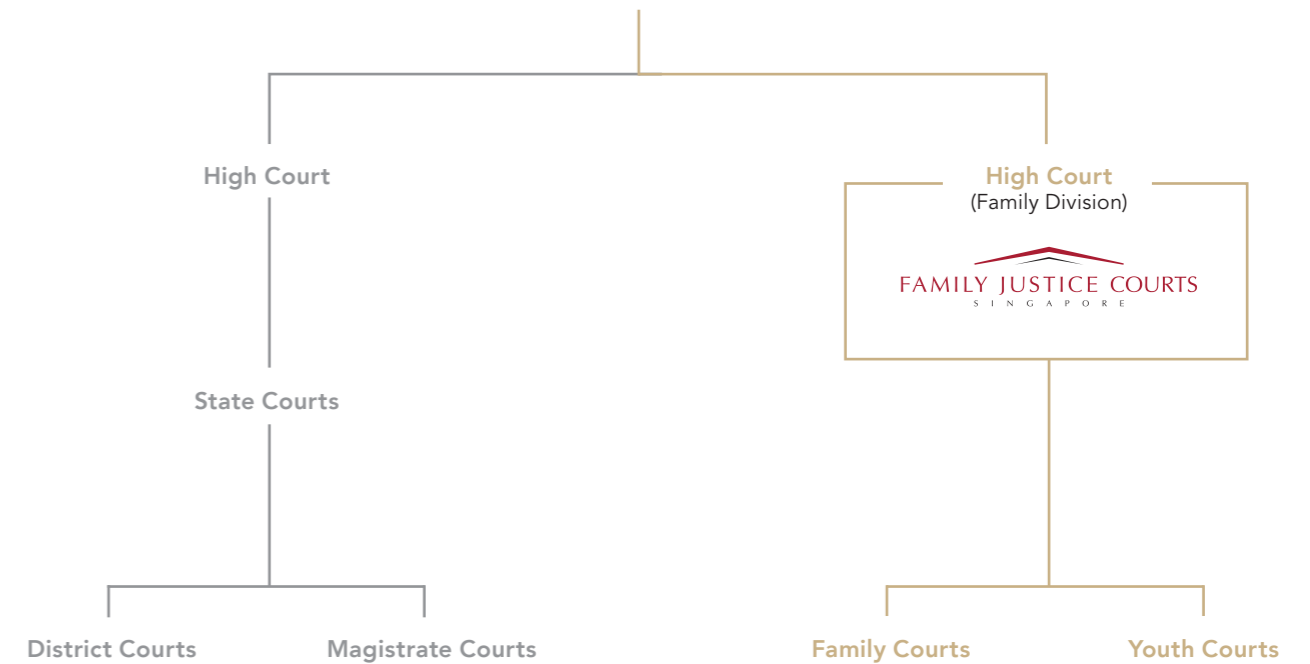 High Court
High Court
(Family Division)
FAMILY JUSTICE COURTS
SINGAPORE
State Courts
District Courts
Magistrate Courts
Family Courts
Youth Courts